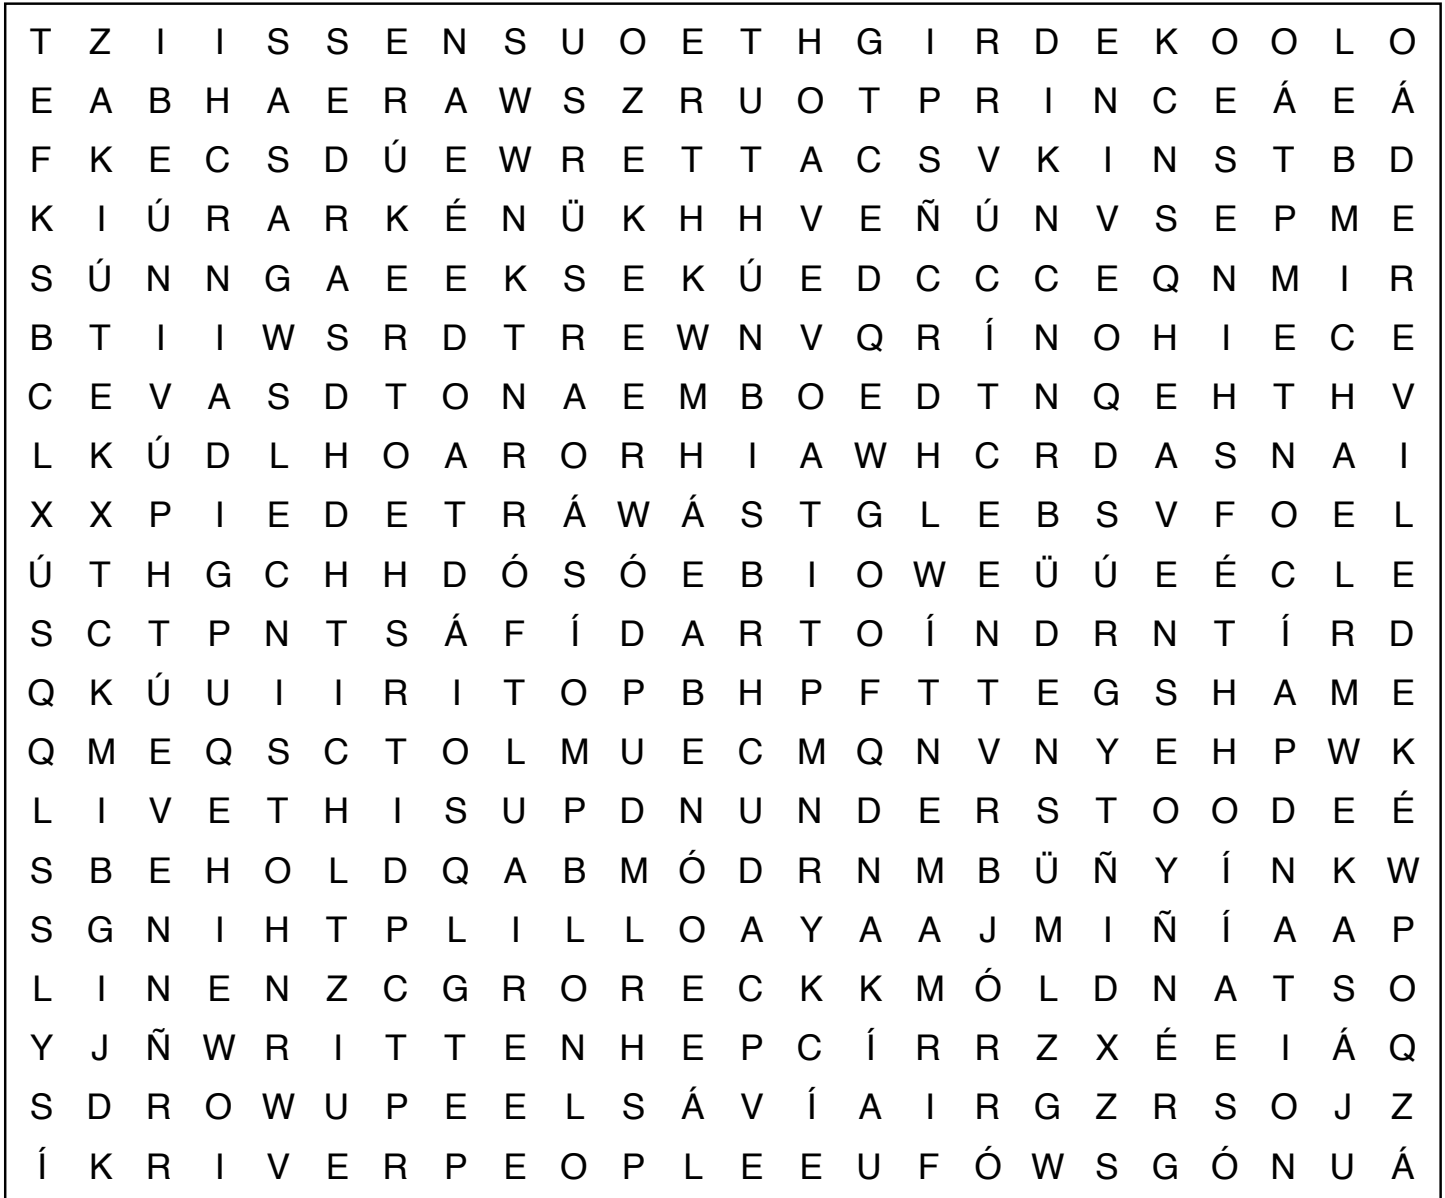 T Z I I S S E N S U O E T H G I R D E K O O L O
E A B H A E R A W S Z R U O T P R I N C E Á E Á
F K E C S D Ú E W R E T T A C S V K I N S T B D
K I Ú R A R K É N Ü K H H V E Ñ Ú N V S E P M E
S Ú N N G A E E K S E K Ú E D C C C E Q N M I R
B T I I W S R D T R E W N V Q R Í N O H I E C E
C E V A S D T O N A E M B O E D T N Q E H T H V
L K Ú D L H O A R O R H I A W H C R D A S N A I
X X P I E D E T R Á W Á S T G L E B S V F O E L
Ú T H G C H H D Ó S Ó E B I O W E Ü Ú E É C L E
S C T P N T S Á F Í D A R T O Í N D R N T Í R D
Q K Ú U I I R I T O P B H P F T T E G S H A M E
Q M E Q S C T O L M U E C M Q N V N Y E H P W K
L I V E T H I S U P D N U N D E R S T O O D E É
S B E H O L D Q A B M Ó D R N M B Ü Ñ Y Í N K W
S G N I H T P L I L L O A Y A A J M I Ñ Í A A P
L I N E N Z C G R O R E C K K M Ó L D N A T S O
Y J Ñ W R I T T E N H E P C Í R R Z X É E I Á Q
S D R O W U P E E L S Á V Í A I R G Z R S O J Z
Í K R I V E R P E O P L E E U F Ó W S G Ó N U Á